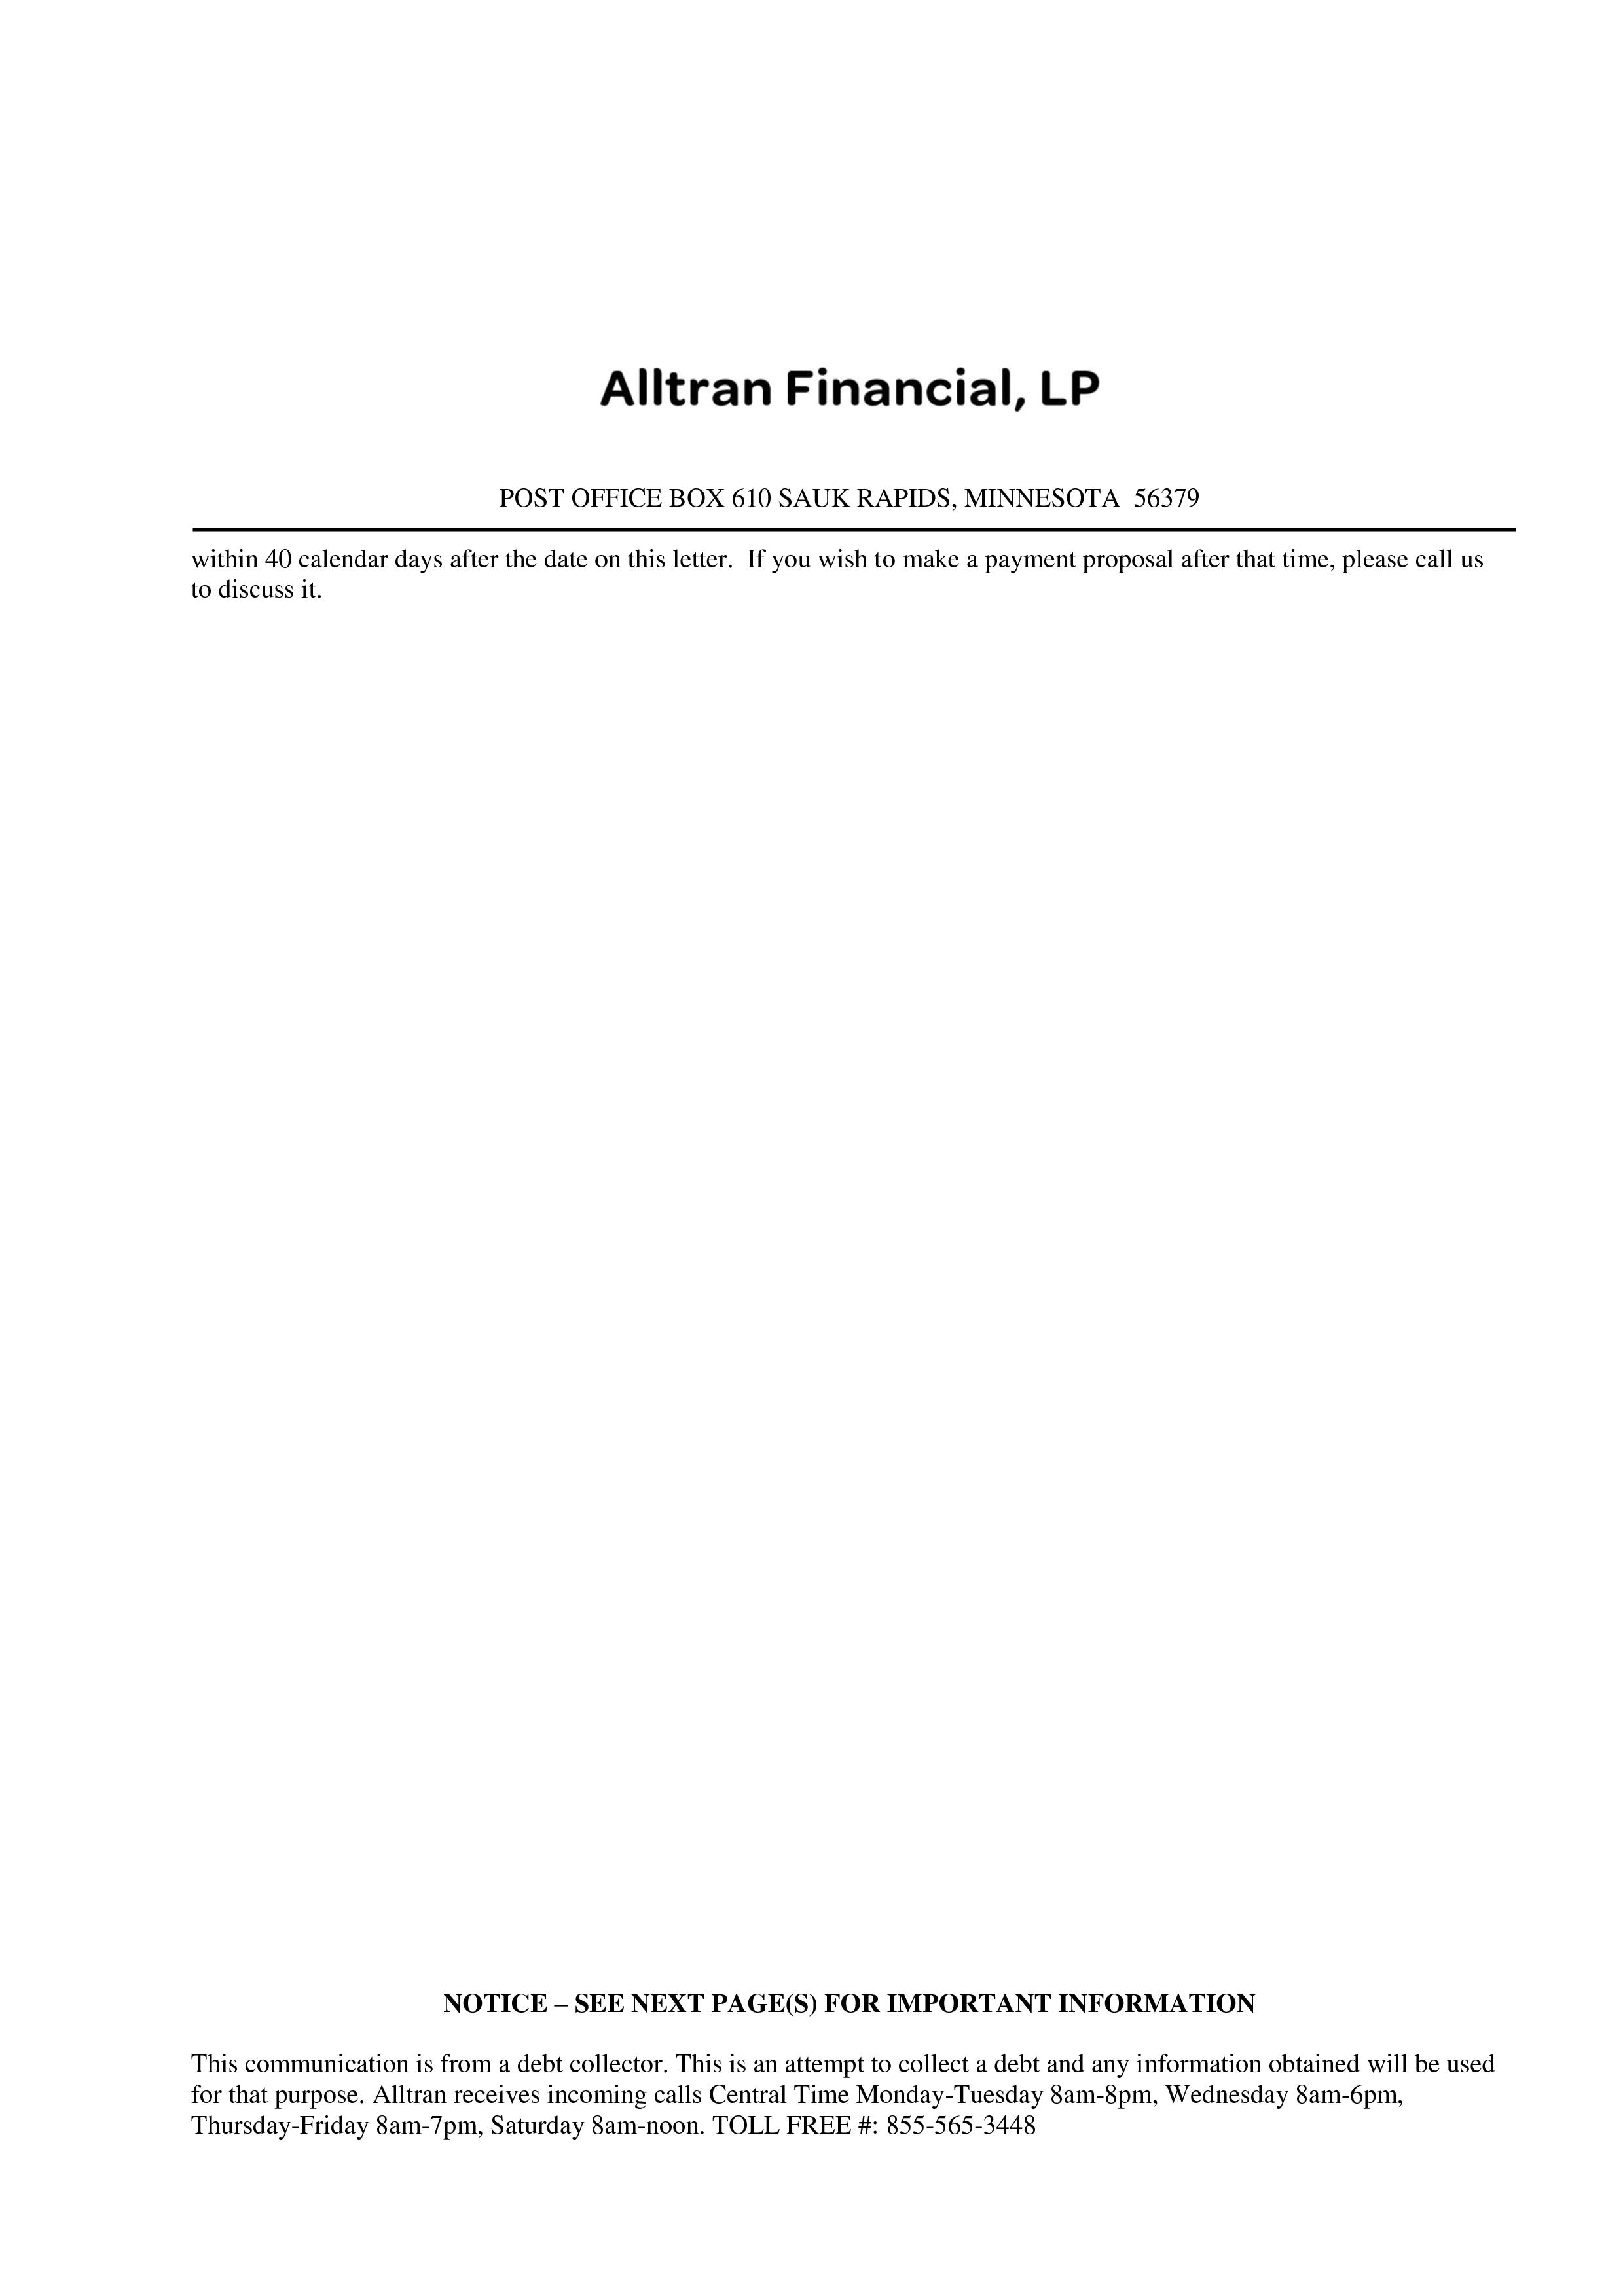 Alltran Financial, LP
POST OFFICE BOX 610 SAUK RAPIDS, MINNESOTA  56379
within 40 calendar days after the date on this letter.  If you wish to make a payment proposal after that time, please call us
to discuss it.
NOTICE – SEE NEXT PAGE(S) FOR IMPORTANT INFORMATION
This communication is from a debt collector. This is an attempt to collect a debt and any information obtained will be used
for that purpose. Alltran receives incoming calls Central Time Monday-Tuesday 8am-8pm, Wednesday 8am-6pm,
Thursday-Friday 8am-7pm, Saturday 8am-noon. TOLL FREE #: 855-565-3448